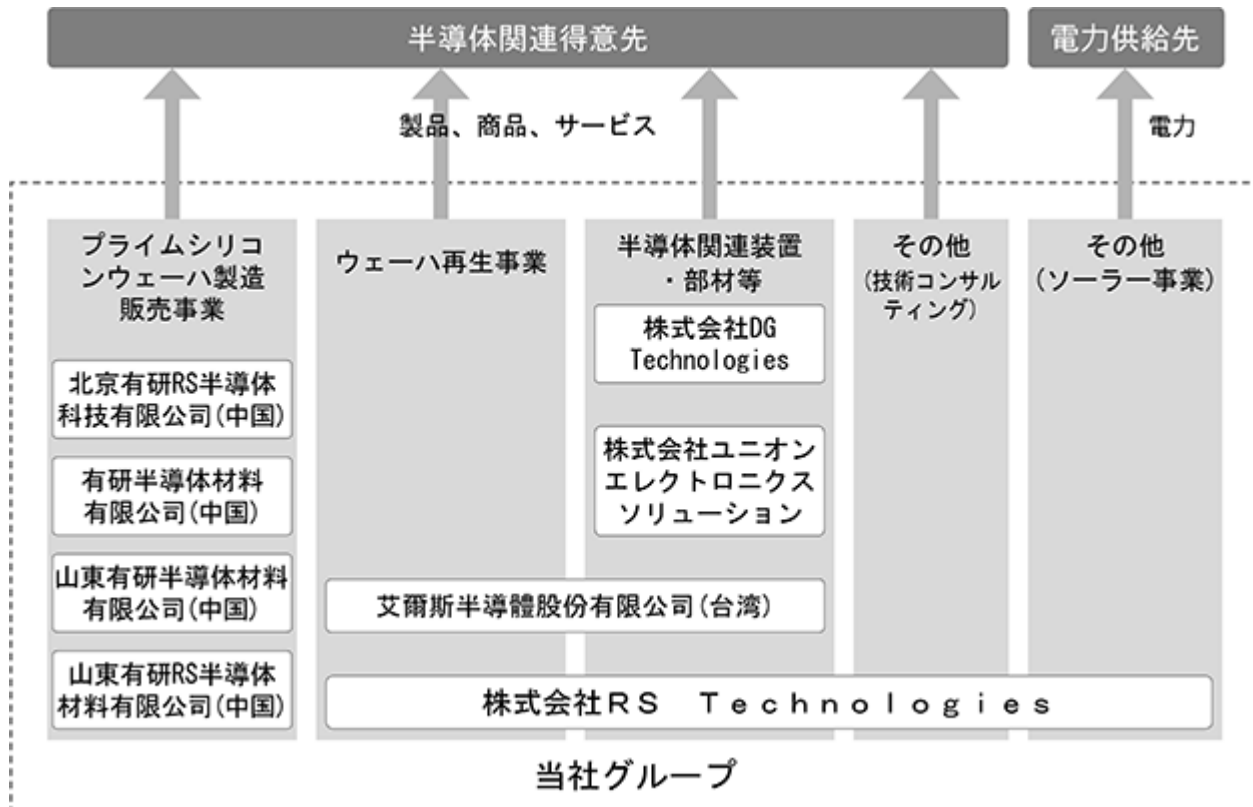 半導体関連得意先
電力供給先
製品、商品、サービス
電力
プライムシリコ
ンウェーハ製造
販売事業
ウェーハ再生事業
半導体関連装置
・部材等
その他
(技術コンサル
ティング)
その他
(ソーラー事業)
北京有研RS半導体
科技有限公司(中国)
有研半導体材料
有限公司(中国)
山東有研半導体材料
有限公司(中国)
山東有研RS半導体
材料有限公司(中国)
株式会社DG
Technologies
株式会社ユニオン
エレクトロニクス
ソリューション
艾爾斯半導體股份有限公司(台湾)
株式会社RS Technologies
当社グループ